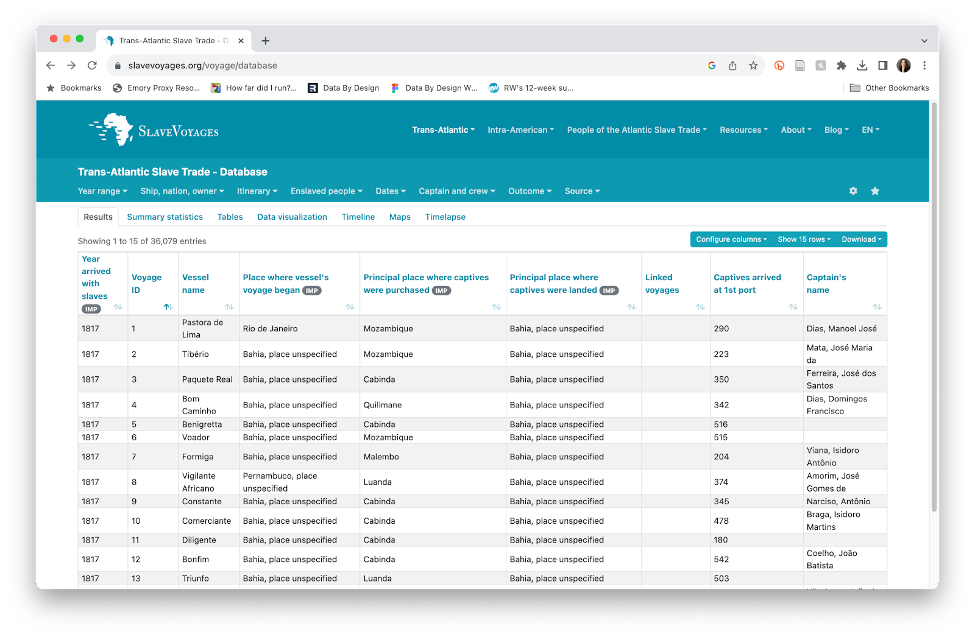 Trans-Atlantic Slave Trade - D
slavevoyages.org/voyage/database
Bookmarks Emory Proxy Reso... How far did I run?... Data By Design Data By Design W... RW's 12-week su... Other Bookmarks
SLAVEVOYAGES
Trans-Atlantic Intra-American People of the Atlantic Slave Trade Resources About Blog EN
Trans-Atlantic Slave Trade - Database
Year range Ship, nation, owner Itinerary Enslaved people Dates Captain and crew Outcome Source
Results Summary statistics Tables Data visualization Timeline Maps Timelapse
Showing 1 to 15 of 36,079 entries Configure columns Show 15 rows Download
Year
arrived Place where vessel's Principal place where captives Principal place where
with Voyage Vessel voyage began IMP were purchased IMP captives were landed IMP Linked Captives arrived Captain's
slaves ID name voyages at 1st port name
IMP
1817 1 Pastora de Lima Rio de Janeiro Mozambique Bahia, place unspecified 290 Dias, Manoel José
1817 2 Tibério Bahia, place unspecified Mozambique Bahia, place unspecified 223 Mata, José Maria da
1817 3 Paquete Real Bahia, place unspecified Cabinda Bahia, place unspecified 350 Ferreira, José dos Santos
1817 4 Bom Caminho Bahia, place unspecified Quilimane Bahia, place unspecified 342 Dias, Domingos Francisco
1817 5 Benigretta Bahia, place unspecified Cabinda Bahia, place unspecified 516
1817 6 Voador Bahia, place unspecified Mozambique Bahia, place unspecified 515
1817 7 Formiga Bahia, place unspecified Malembo Bahia, place unspecified 204 Viana, Isidoro Antônio
1817 8 Vigilante Africano Pernambuco, place unspecified Luanda Bahia, place unspecified 374 Amorim, José Gomes de
1817 9 Constante Bahia, place unspecified Cabinda Bahia, place unspecified 345 Narciso, Antônio
1817 10 Comerciante Bahia, place unspecified Cabinda Bahia, place unspecified 478 Braga, Isidoro Martins
1817 11 Diligente Bahia, place unspecified Cabinda Bahia, place unspecified 180
1817 12 Bonfim Bahia, place unspecified Cabinda Bahia, place unspecified 542 Coelho, João Batista
1817 13 Triunfo Bahia, place unspecified Luanda Bahia, place unspecified 503